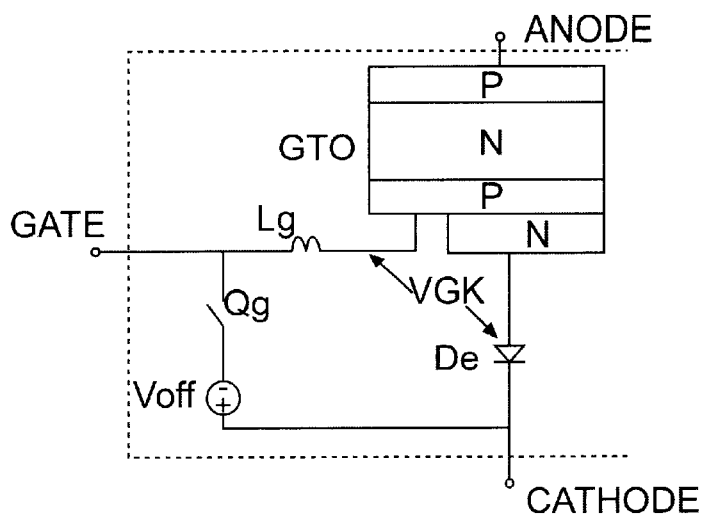 ANODE
P
GTO
N
P
Lg
GATE
N
VGK
Qg
De
Voff
-
+
CATHODE